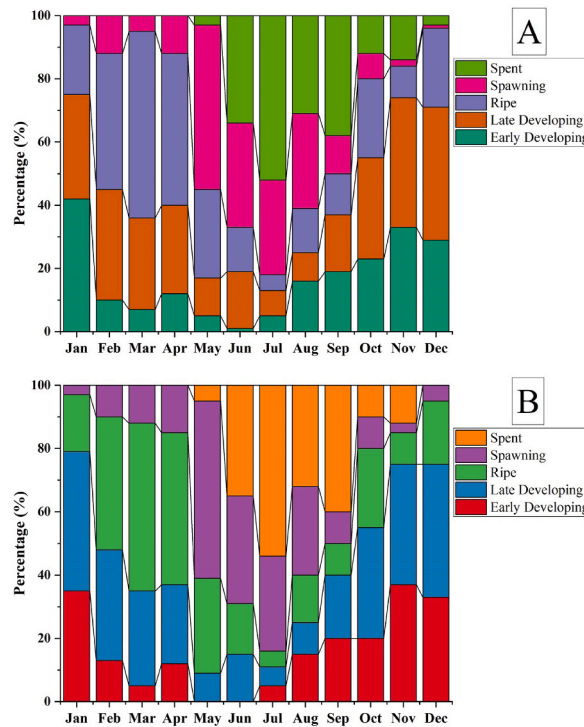 A
100
80
60
40
20
0
Percentage (%)
Jan Feb Mar Apr May Jun Jul Aug Sep Oct Nov Dec
Spent
Spawning
Ripe
Late Developing
Early Developing
B
100
80
60
40
20
0
Percentage (%)
Jan Feb Mar Apr May Jun Jul Aug Sep Oct Nov Dec
Spent
Spawning
Ripe
Late Developing
Early Developing